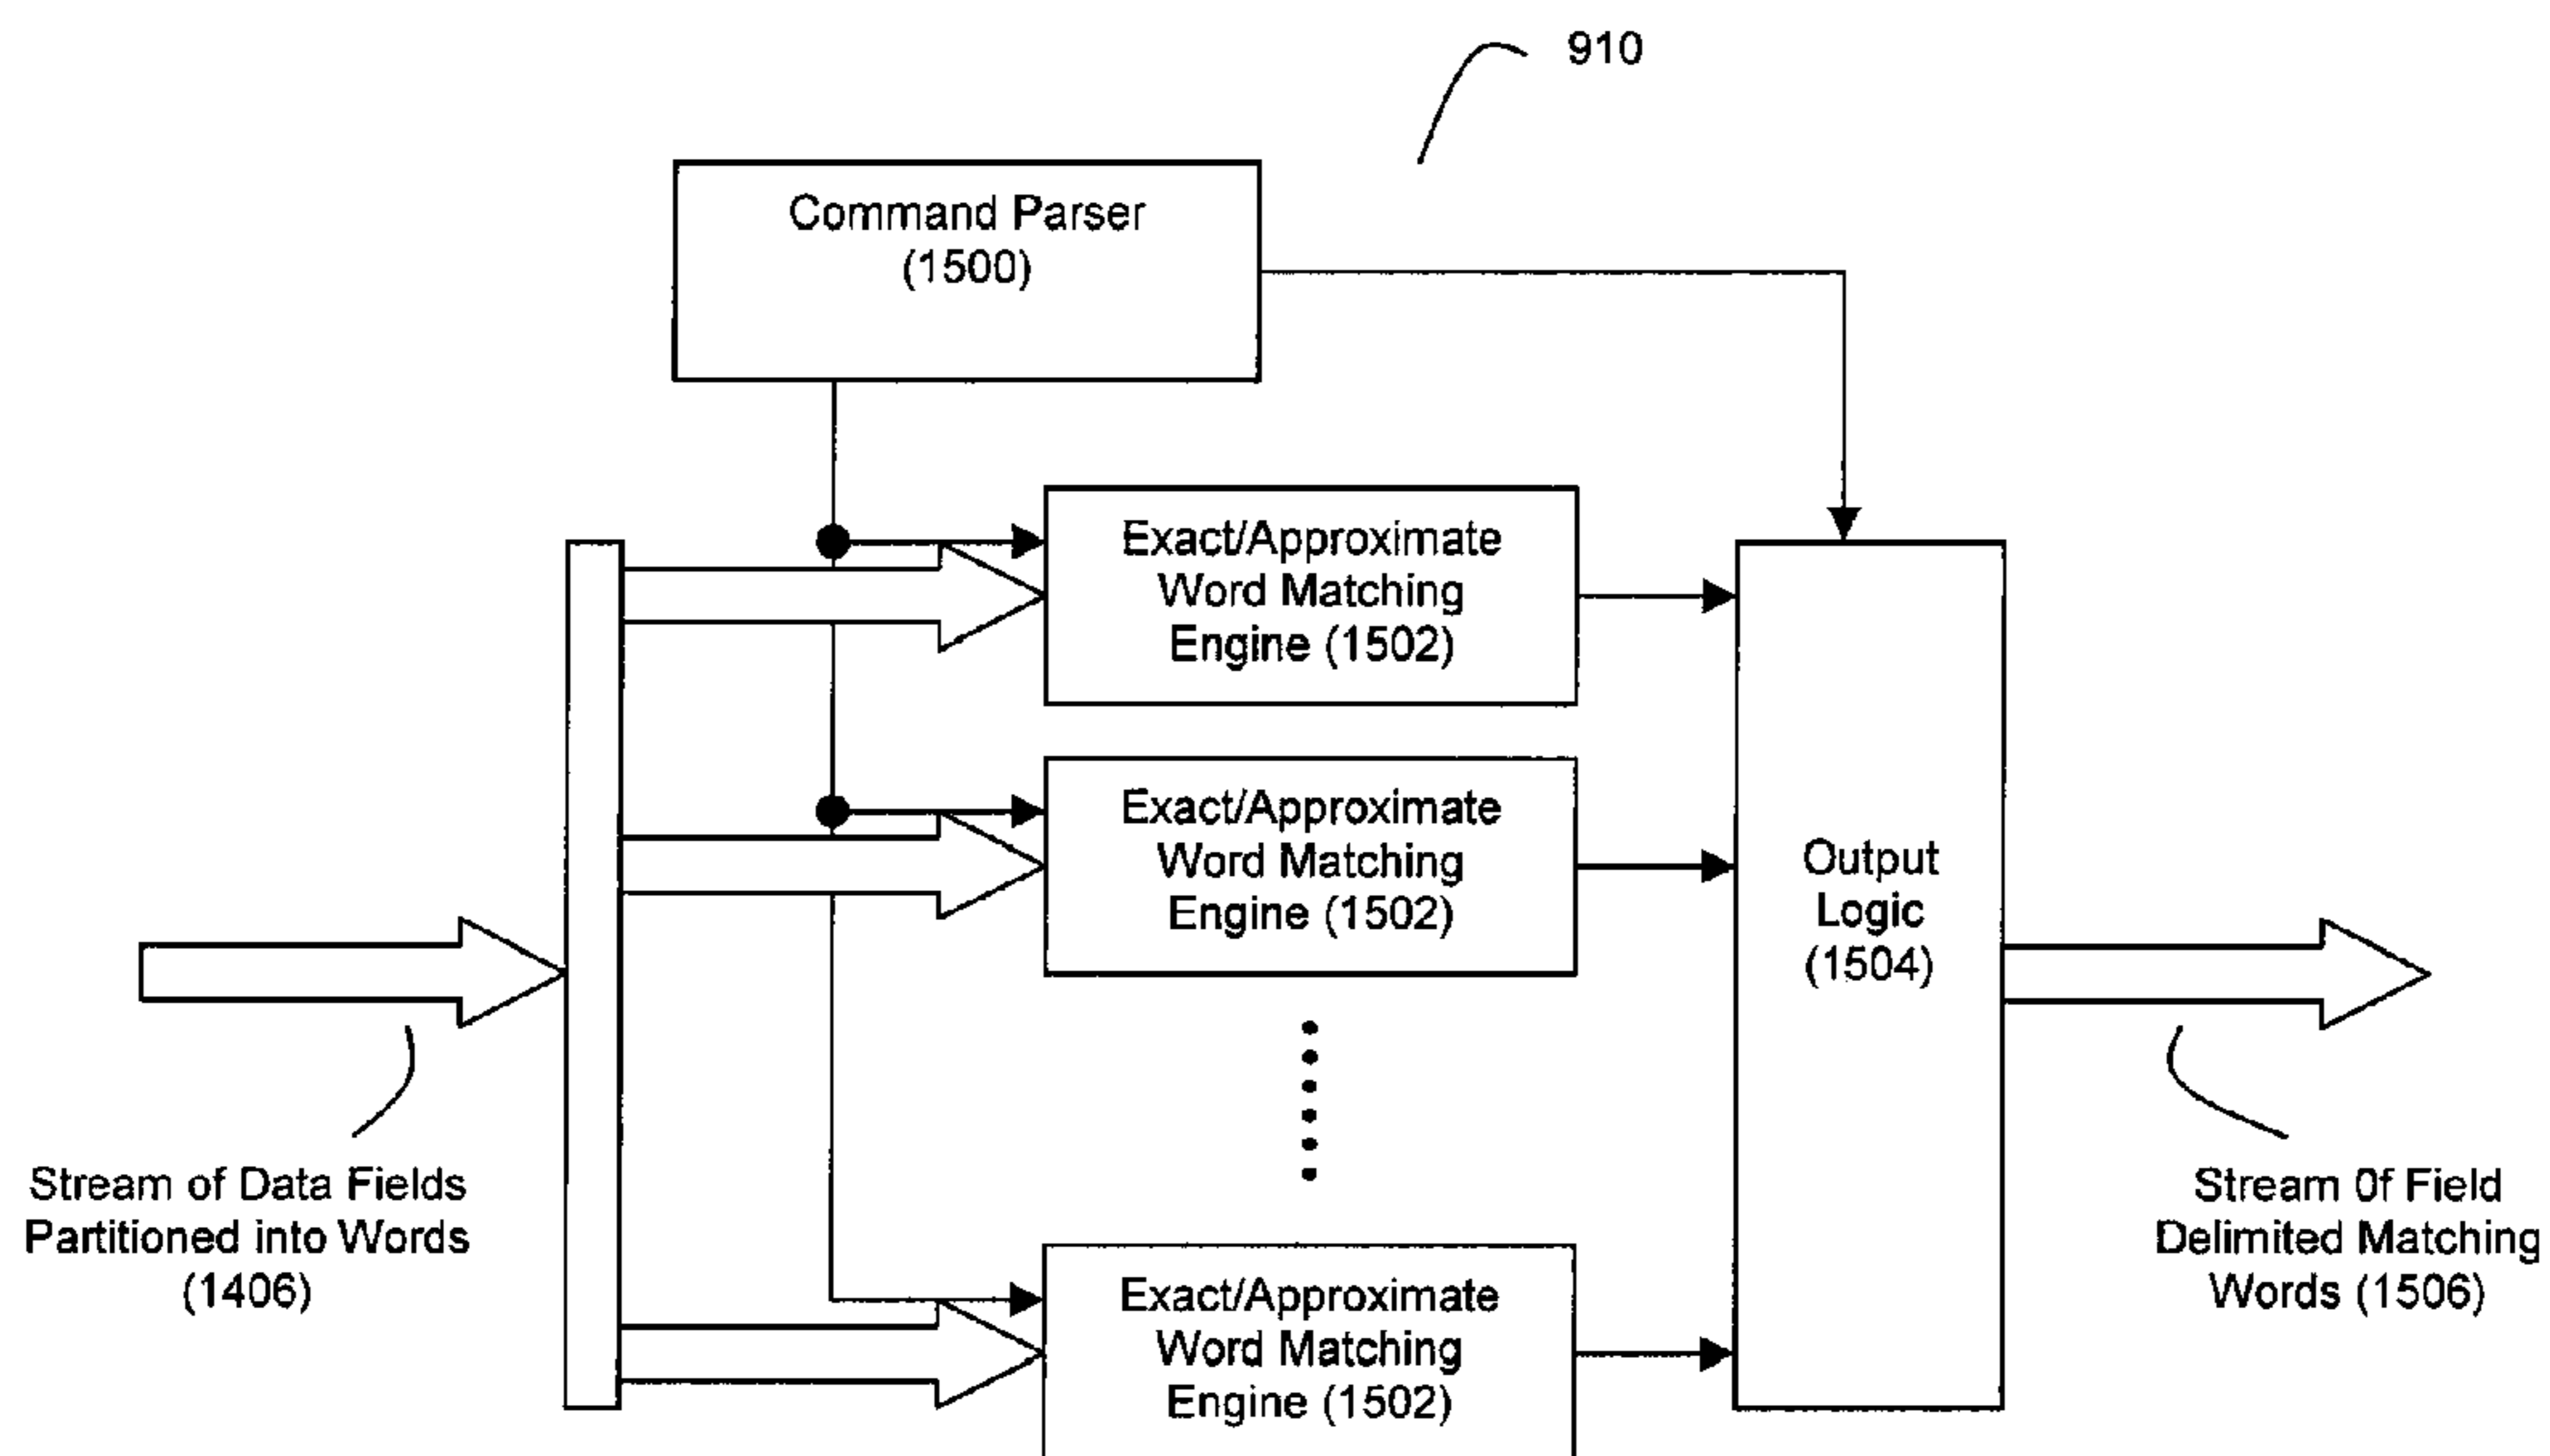 910
Command Parser
(1500)
Exact/Approximate
Word Matching
Engine (1502)
Exact/Approximate
Word Matching
Engine (1502)
Output
Logic
(1504)
Stream of Data Fields
Partitioned into Words
(1406)
Stream 0f Field
Delimited Matching
Words (1506)
Exact/Approximate
Word Matching
Engine (1502)